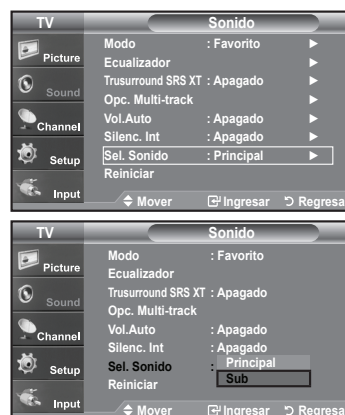 TV Sonido
Picture
Sound
Channel
Setup
Input
Modo : Favorito
Ecualizador
Trusurround SRS XT : Apagado
Opc. Multi-track
Vol.Auto : Apagado
Silenc. Int : Apagado
Sel. Sonido : Principal
Reiniciar
Mover Ingresar Regresa
TV Sonido
Picture
Sound
Channel
Setup
Input
Modo : Favorito
Ecualizador
Trusurround SRS XT : Apagado
Opc. Multi-track
Vol.Auto : Apagado
Silenc. Int : Apagado
Sel. Sonido : Principal
Sub
Reiniciar
Mover Ingresar Regresa